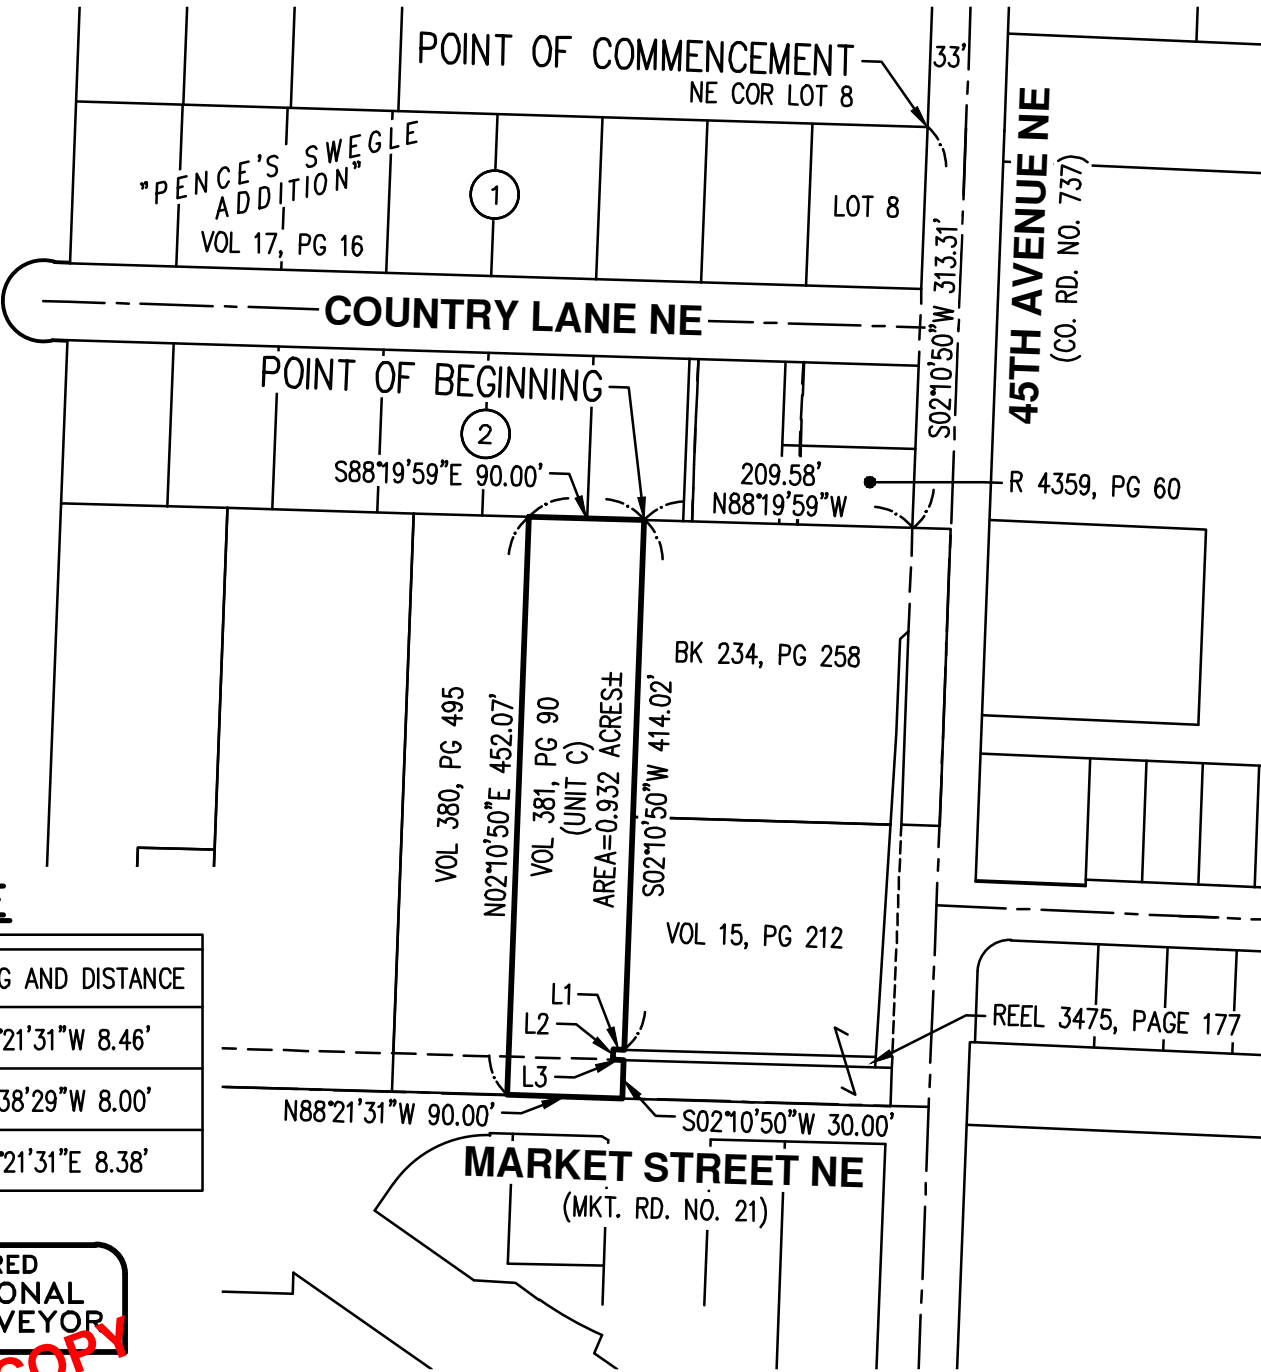 POINT OF COMMENCEMENT
NE COR LOT 8
33'
"PENCE'S SWEGLE
ADDITION"
VOL 17, PG 16
1
LOT 8
45TH AVENUE NE
(CO. RD. NO. 737)
S02°10'50"W 313.31'
COUNTRY LANE NE
POINT OF BEGINNING
2
S88°19'59"E 90.00'
209.58'
N88°19'59"W
R 4359, PG 60
BK 234, PG 258
VOL 380, PG 495
N02°10'50"E 452.07'
VOL 381, PG 90
(UNIT C)
AREA=0.932 ACRES±
S02°10'50"W 414.02'
VOL 15, PG 212
L1
L2
L3
REEL 3475, PAGE 177
AND DISTANCE
21'31"W 8.46'
38'29"W 8.00'
21'31"E 8.38'
N88°21'31"W 90.00'
S02°10'50"W 30.00'
MARKET STREET NE
(MKT. RD. NO. 21)
RED
ONAL
VEYOR
COPY